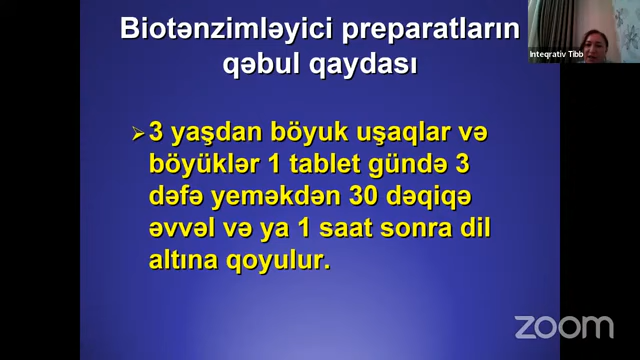 Biotənzimləyici preparatların
qəbul qaydası
Inteqrativ Tibb
➢ 3 yaşdan böyuk uşaqlar və
böyüklər 1 tablet gündə 3
dəfə yeməkdən 30 dəqiqə
əvvəl və ya 1 saat sonra dil
altına qoyulur.
zoom